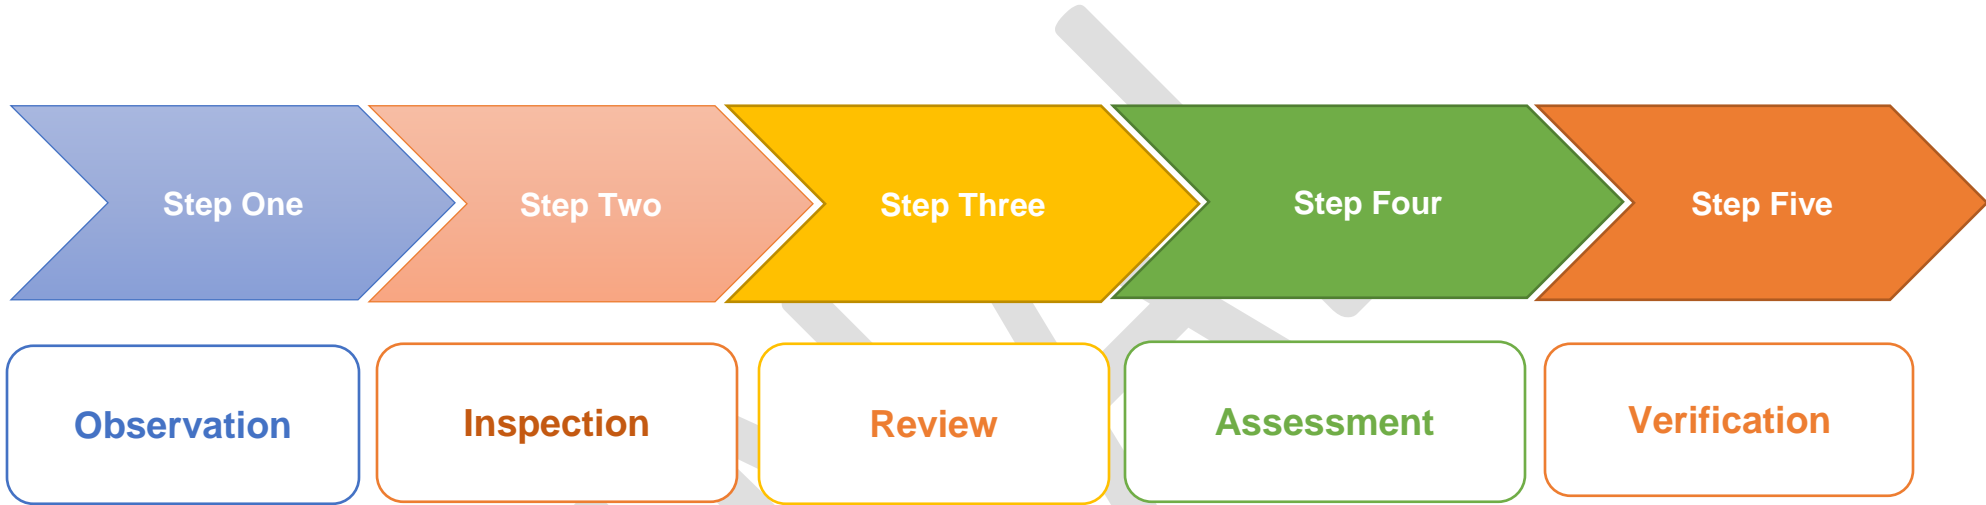 Step One
Step Two
Step Three
Step Four
Step Five
Observation
Inspection
Review
Assessment
Verification